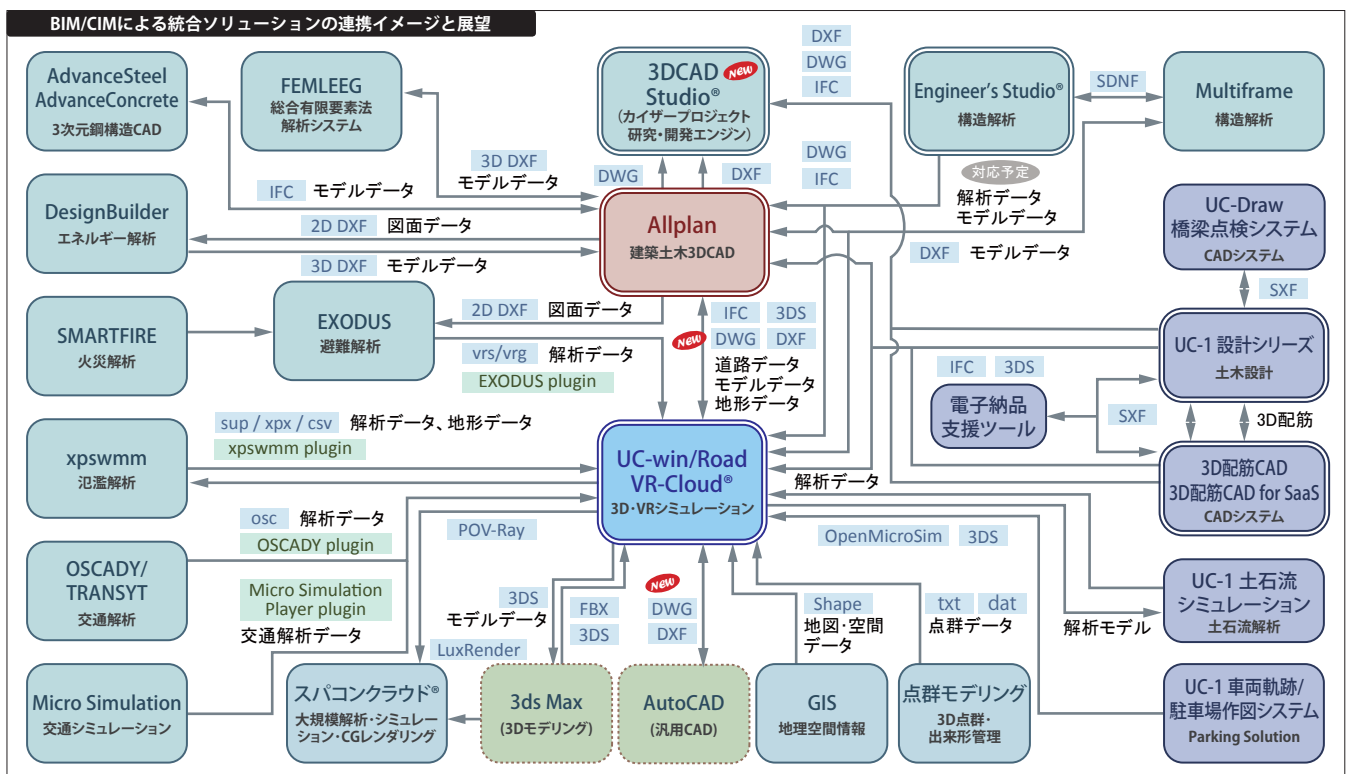 BIM/CIMによる統合ソリューションの連携イメージと展望
AdvanceSteel
AdvanceConcrete
3次元鋼構造CAD
FEMLEEG
総合有限要素法
解析システム
3DCAD
Studio®
New
(カイザープロジェクト
研究・開発エンジン)
DXF
DWG
IFC
Engineer's Studio®
構造解析
SDNF
Multiframe
構造解析
3D DXF
モデルデータ
DWG
DXF
DWG
IFC
対応予定
解析データ
モデルデータ
IFC モデルデータ
DesignBuilder
エネルギー解析
2D DXF 図面データ
3D DXF モデルデータ
Allplan
建築土木3DCAD
DXF モデルデータ
UC-Draw
橋梁点検システム
CADシステム
SXF
SMARTFIRE
火災解析
EXODUS
避難解析
2D DXF 図面データ
vrs/vrg 解析データ
EXODUS plugin
IFC 3DS
New
DWG DXF
道路データ
モデルデータ
地形データ
UC-1 設計シリーズ
土木設計
IFC 3DS
電子納品
支援ツール
SXF
3D配筋
sup / xpx / csv 解析データ、地形データ
xpswmm plugin
xpswmm
氾濫解析
UC-win/Road
VR-Cloud®
3D・VRシミュレーション
解析データ
3D配筋CAD
3D配筋CAD for SaaS
CADシステム
osc 解析データ
OSCADY plugin
POV-Ray
OpenMicroSim 3DS
OSCADY/
TRANSYT
交通解析
Micro Simulation
Player plugin
交通解析データ
3DS
モデルデータ
LuxRender
FBX
3DS
New
DWG
DXF
Shape
地図・空間
データ
txt dat
点群データ
解析モデル
UC-1 土石流
シミュレーション
土石流解析
Micro Simulation
交通シミュレーション
スパコンクラウド®
大規模解析・シミュレー
ション・CGレンダリング
3ds Max
(3Dモデリング)
AutoCAD
(汎用CAD)
GIS
地理空間情報
点群モデリング
3D点群・
出来形管理
UC-1 車両軌跡/
駐車場作図システム
Parking Solution